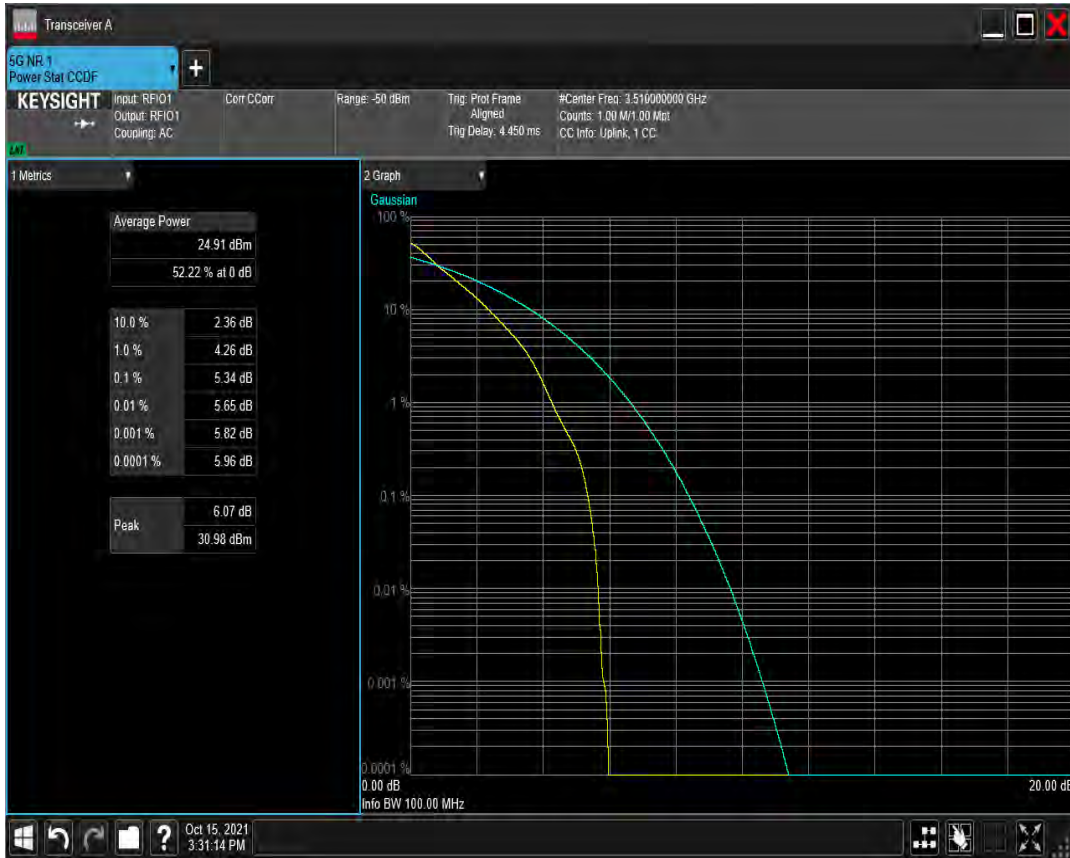 Transceiver A
5G NR 1
Power Stat CCDF
+
KEYSIGHT
Input: RFIO1
Output: RFIO1
Coupling: AC
Corr CCorr
Range: -50 dBm
Trig: Prot Frame
Aligned
Trig Delay: 4.450 ms
#Center Freq: 3.510000000 GHz
Counts: 1.00 M/1.00 Mpt
CC Info: Uplink, 1 CC
1 Metrics
Average Power
24.91 dBm
52.22 % at 0 dB
10.0 % 2.36 dB
1.0 % 4.26 dB
0.1 % 5.34 dB
0.01 % 5.65 dB
0.001 % 5.82 dB
0.0001 % 5.96 dB
Peak
6.07 dB
30.98 dBm
2 Graph
Gaussian
100 %
10 %
1 %
0.1 %
0.01 %
0.001 %
0.0001 %
0.00 dB
20.00 dB
Info BW 100.00 MHz
?
Oct 15, 2021
3:31:14 PM